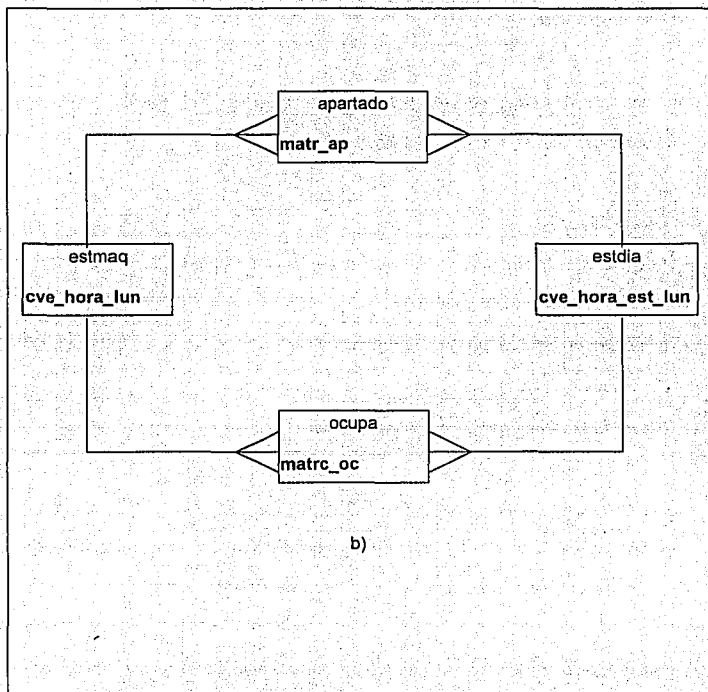 apartado
matr_ap
estmaq
cve_hora_lun
estdia
cve_hora_est_lun
ocupa
matrc_oc
b)